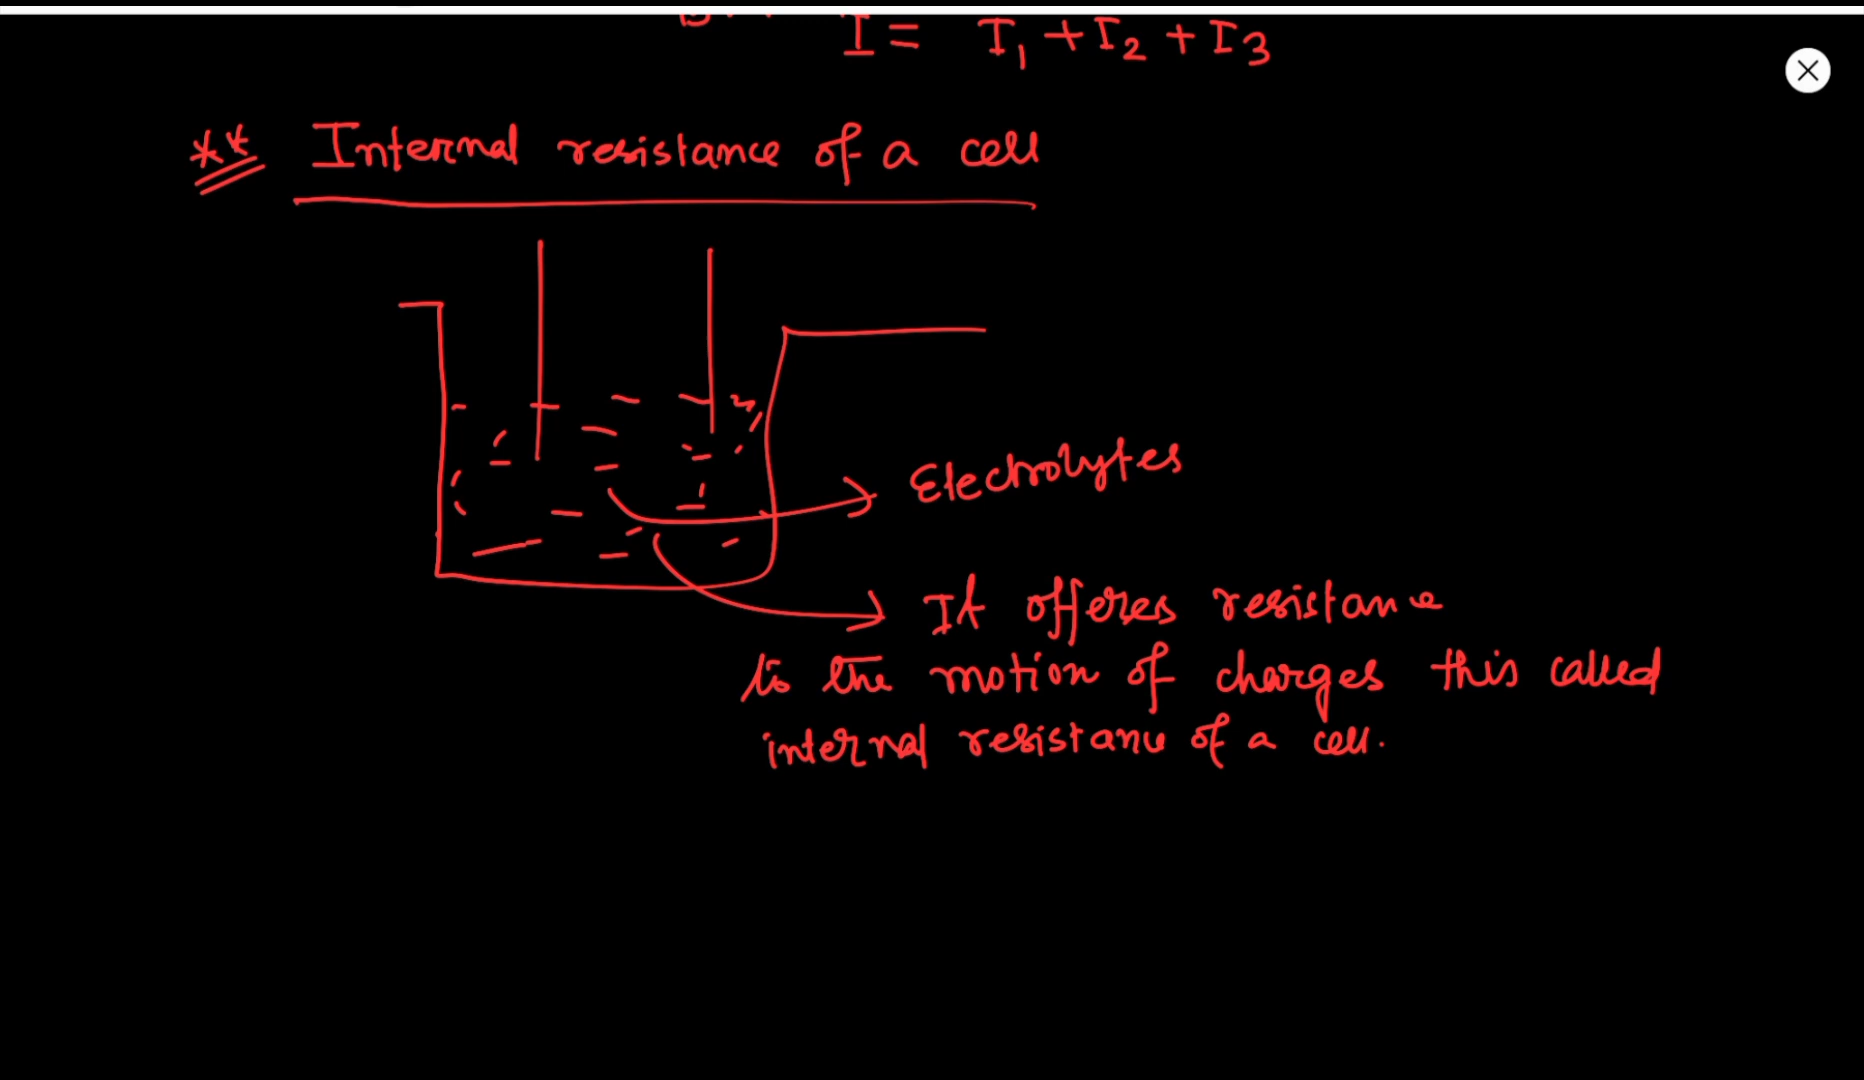 I = I₁ + I₂ + I₃
** Internal resistance of a cell
Electrolytes
It offeres resistance
to the motion of charges this called
internal resistance of a cell.